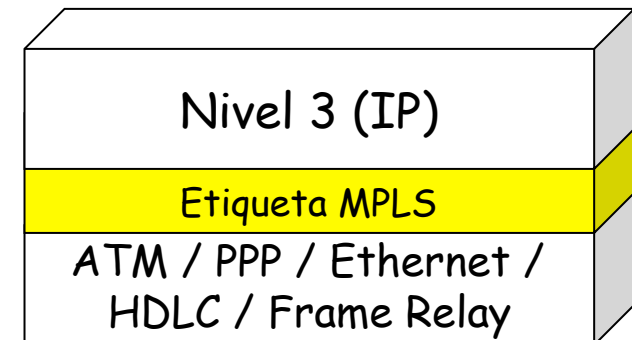 Nivel 3 (IP)
Etiqueta MPLS
ATM / PPP / Ethernet /
HDLC / Frame Relay